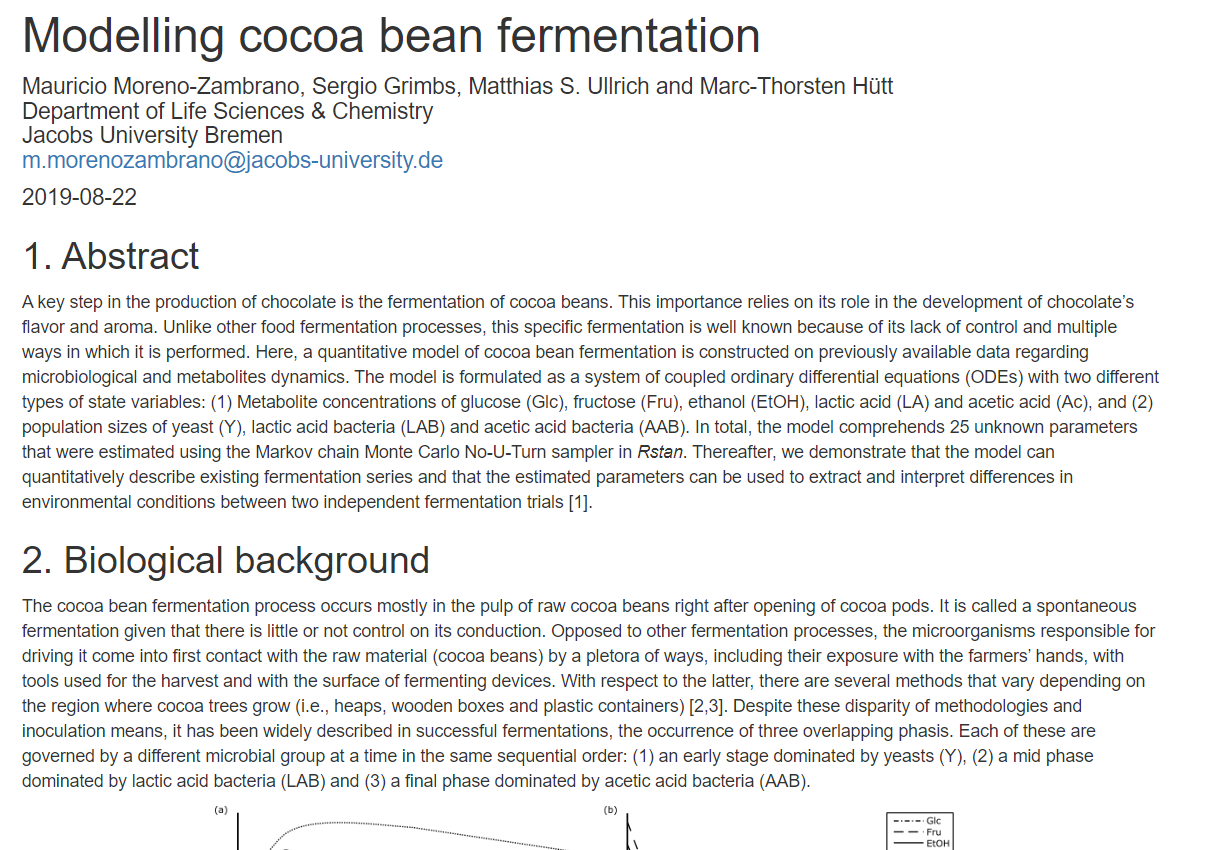 Modelling cocoa bean fermentation
Mauricio Moreno-Zambrano, Sergio Grimbs, Matthias S. Ullrich and Marc-Thorsten Hütt
Department of Life Sciences & Chemistry
Jacobs University Bremen
m.morenozambrano@jacobs-university.de
2019-08-22
1. Abstract
A key step in the production of chocolate is the fermentation of cocoa beans. This importance relies on its role in the development of chocolate’s
flavor and aroma. Unlike other food fermentation processes, this specific fermentation is well known because of its lack of control and multiple
ways in which it is performed. Here, a quantitative model of cocoa bean fermentation is constructed on previously available data regarding
microbiological and metabolites dynamics. The model is formulated as a system of coupled ordinary differential equations (ODEs) with two different
types of state variables: (1) Metabolite concentrations of glucose (Glc), fructose (Fru), ethanol (EtOH), lactic acid (LA) and acetic acid (Ac), and (2)
population sizes of yeast (Y), lactic acid bacteria (LAB) and acetic acid bacteria (AAB). In total, the model comprehends 25 unknown parameters
that were estimated using the Markov chain Monte Carlo No-U-Turn sampler in Rstan. Thereafter, we demonstrate that the model can
quantitatively describe existing fermentation series and that the estimated parameters can be used to extract and interpret differences in
environmental conditions between two independent fermentation trials [1].
2. Biological background
The cocoa bean fermentation process occurs mostly in the pulp of raw cocoa beans right after opening of cocoa pods. It is called a spontaneous
fermentation given that there is little or not control on its conduction. Opposed to other fermentation processes, the microorganisms responsible for
driving it come into first contact with the raw material (cocoa beans) by a pletora of ways, including their exposure with the farmers’ hands, with
tools used for the harvest and with the surface of fermenting devices. With respect to the latter, there are several methods that vary depending on
the region where cocoa trees grow (i.e., heaps, wooden boxes and plastic containers) [2,3]. Despite these disparity of methodologies and
inoculation means, it has been widely described in successful fermentations, the occurrence of three overlapping phasis. Each of these are
governed by a different microbial group at a time in the same sequential order: (1) an early stage dominated by yeasts (Y), (2) a mid phase
dominated by lactic acid bacteria (LAB) and (3) a final phase dominated by acetic acid bacteria (AAB).
(a)
(b)
Glc
Fru
EtOH